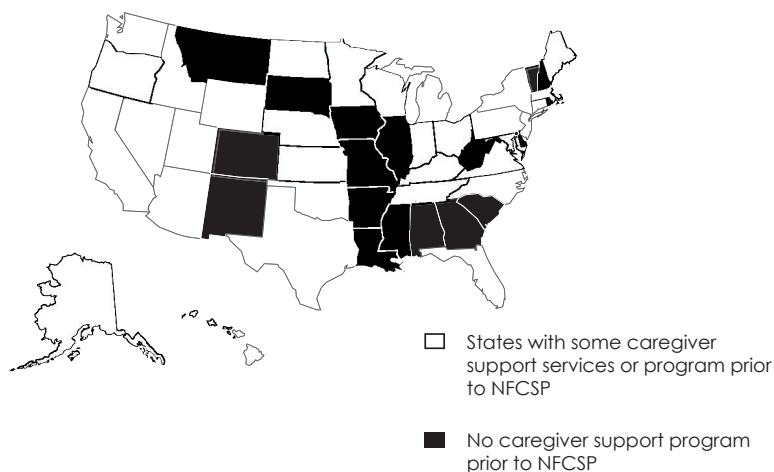 States with some caregiver
support services or program prior
to NFCSP
No caregiver support program
prior to NFCSP